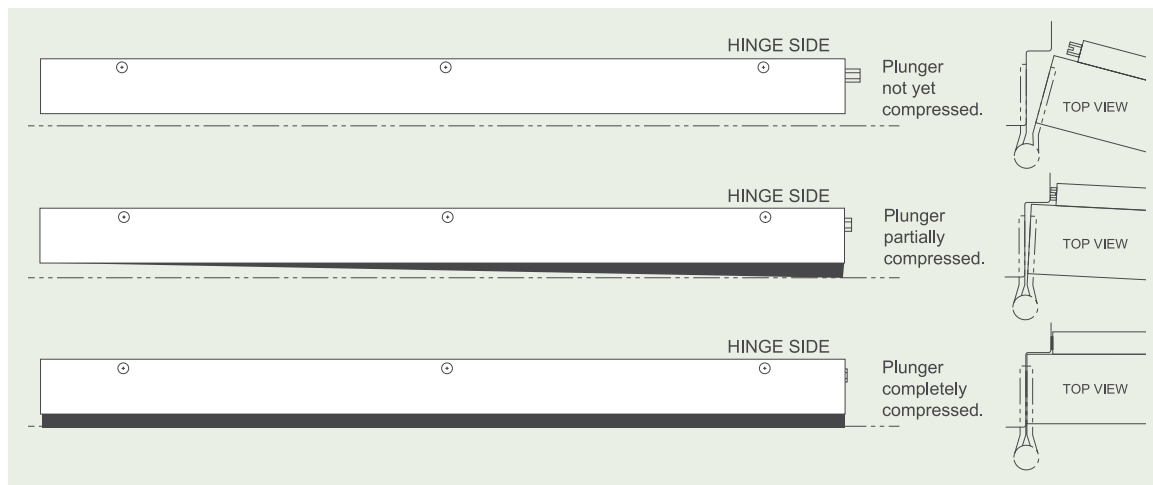 HINGE SIDE
Plunger
not yet
compressed.
TOP VIEW
HINGE SIDE
Plunger
partially
compressed.
TOP VIEW
HINGE SIDE
Plunger
completely
compressed.
TOP VIEW